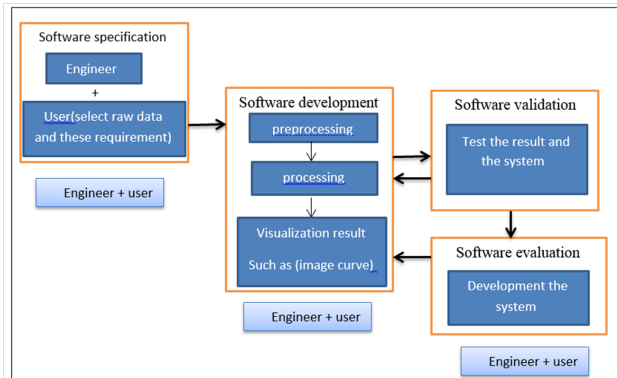 Software specification
Engineer
+
User(select raw data
and these requirement)
Engineer + user
Software development
preprocessing
processing
Visualization result
Such as (image curve)
Engineer + user
Software validation
Test the result and
the system
Software evaluation
Development the
system
Engineer + user